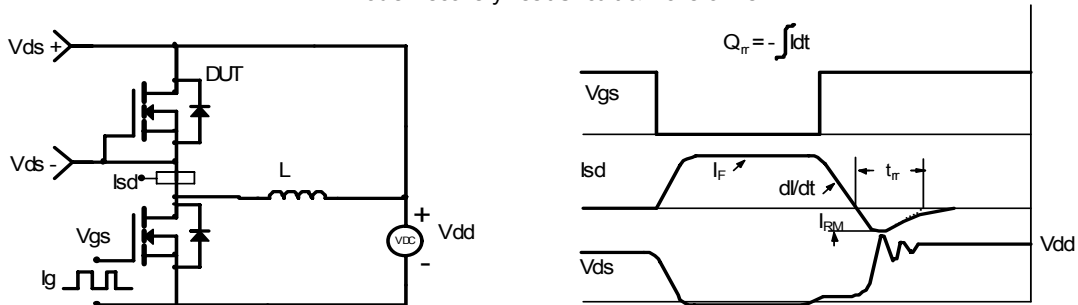 Vds +
DUT
Vds -
Isd
L
Vgs
Ig
+
VDC
-
Vdd
Qrr = - ∫ Idt
Vgs
Isd
IF
dI/dt
trr
IRM
Vdd
Vds